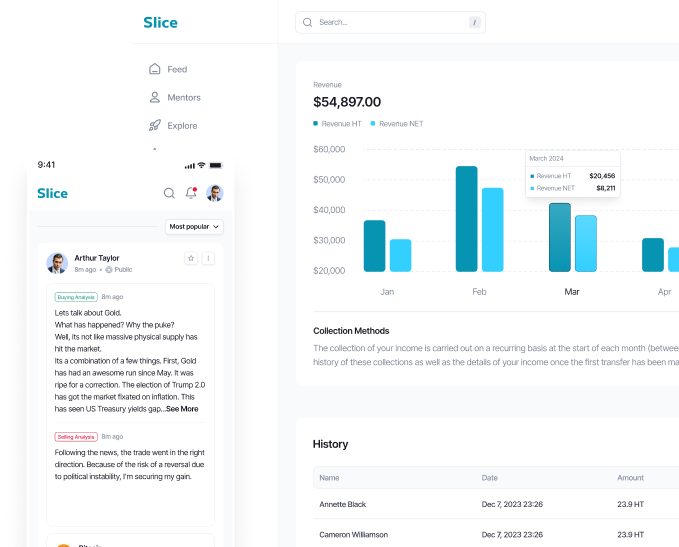 Slice
Search...
/
Feed
Mentors
Explore
Revenue
$54,897.00
Revenue HT
Revenue NET
$60,000
$50,000
$40,000
$30,000
$20,000
March 2024
Revenue HT $20,456
Revenue NET $8,211
Jan
Feb
Mar
Apr
Collection Methods
The collection of your income is carried out on a recurring basis at the start of each month (betwee
history of these collections as well as the details of your income once the first transfer has been ma
History
Name Date Amount
Annette Black Dec 7, 2023 23:26 23.9 HT
Cameron Williamson Dec 7, 2023 23:26 23.9 HT
9:41
Slice
Most popular
Arthur Taylor
8m ago • Public
Buying Analysis 8m ago
Lets talk about Gold.
What has happened? Why the puke?
Well, its not like massive physical supply has
hit the market.
Its a combination of a few things. First, Gold
has had an awesome run since May. It was
ripe for a correction. The election of Trump 2.0
has got the market fixated on inflation. This
has seen US Treasury yields gap...See More
Selling Analysis 8m ago
Following the news, the trade went in the right
direction. Because of the risk of a reversal due
to political instability, I'm securing my gain.